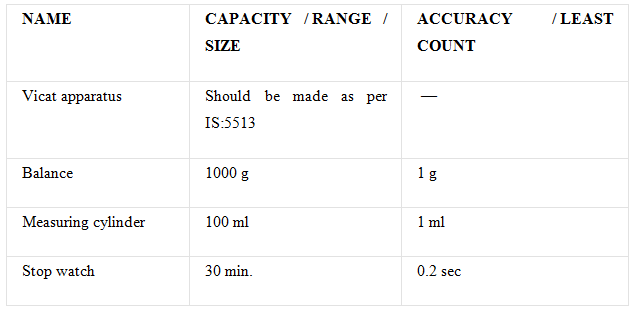 NAME
CAPACITY / RANGE /
SIZE
ACCURACY / LEAST
COUNT
Vicat apparatus
Should be made as per
IS:5513
—
Balance
1000 g
1 g
Measuring cylinder
100 ml
1 ml
Stop watch
30 min.
0.2 sec